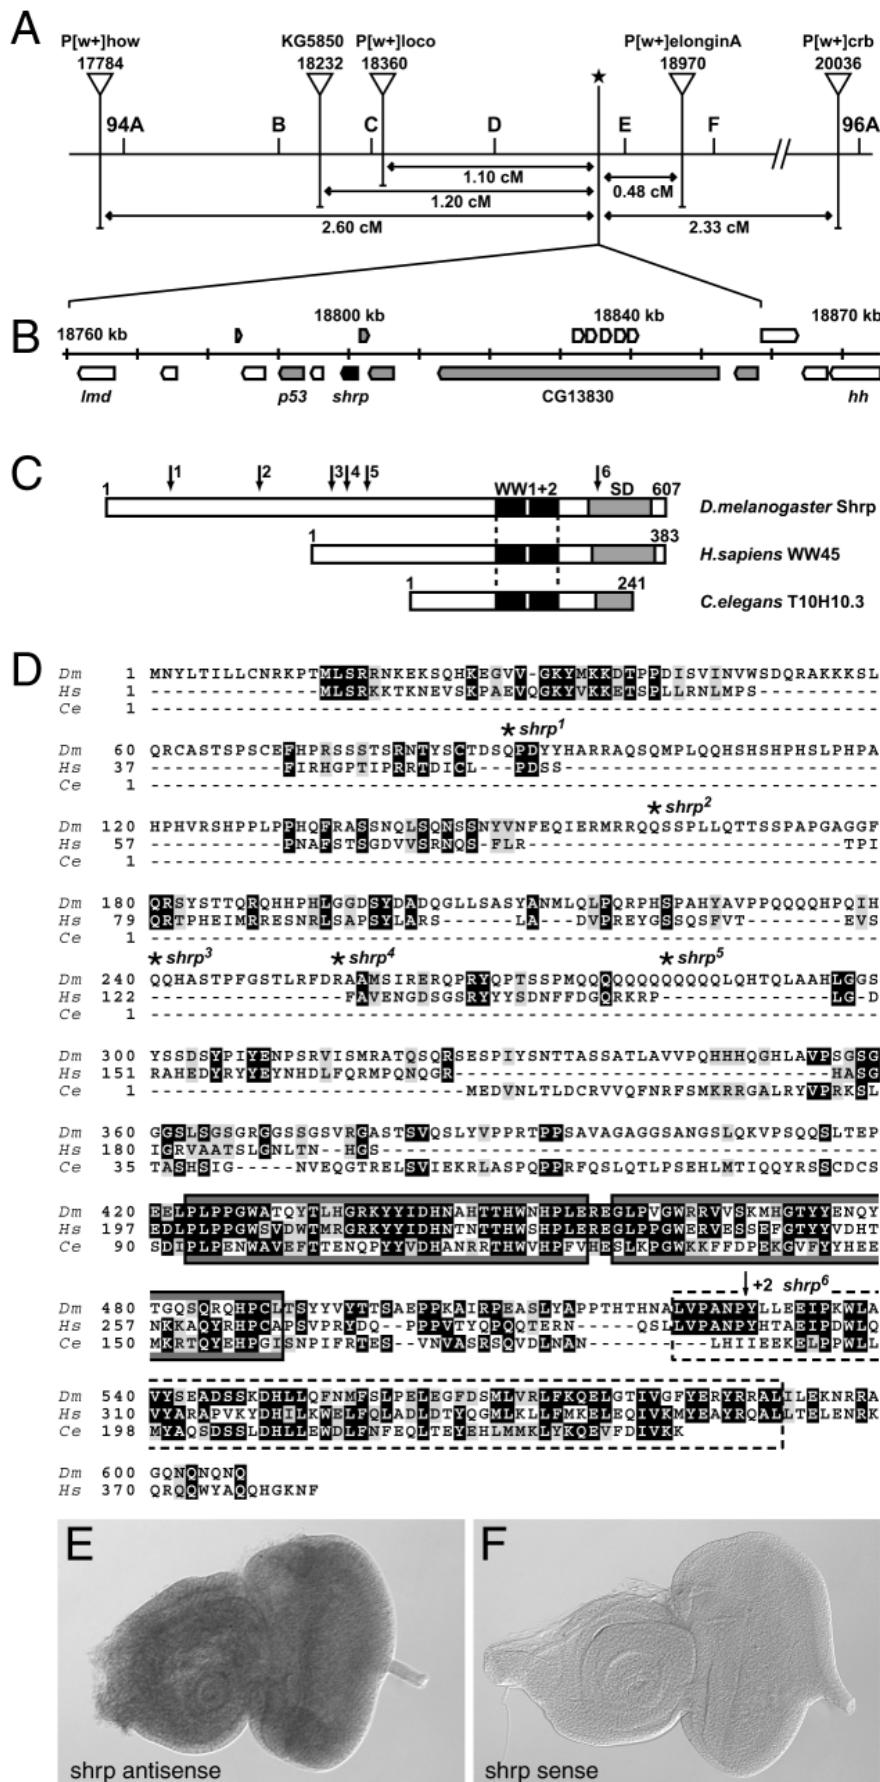 A
P[w+]how KG5850 P[w+]loco P[w+]elonginA P[w+]crb
17784 18232 18360 ★ 18970 20036
94A B C D E F 96A
1.10 cM
0.48 cM
1.20 cM
2.60 cM 2.33 cM
B
18760 kb 18800 kb 18840 kb 18870 kb
lmd p53 shrp CG13830 hh
C
1 2 3 4 5 6
1 WW1+2 SD 607
D.melanogaster Shrp
1 383
H.sapiens WW45
1 241
C.elegans T10H10.3
D
Dm 1 MNYLTILLCNRKPTMLSRRNKEKSQHKEGVV-GKYMKKDTPPDISVINVWSDQRAKKKSL
Hs 1 --------------MLSRKKTKNEVSKPAEVQGKYVKKETSPLLRNLMPS----------
Ce 1 ------------------------------------------------------------
* shrp1
Dm 60 QRCASTSPSCEFHPRSSSTSRNTYSCTDSQPDYYHARRAQSQMPLQQHSHSHPHSLPHPA
Hs 37 -----------FIRHGPTIPRRTDICL---PDSS--------------------------
Ce 1 ------------------------------------------------------------
* shrp2
Dm 120 HPHVRSHPPLPPHQFRASSNQLSQNSSNYVNFEQIERMRRQQSSPLLQTTSSPAPGAGGF
Hs 57 -----------PNAFSTSGDVVSRNQS-FLR--------------------------TPI
Ce 1 ------------------------------------------------------------
Dm 180 QRSYSTTQRQHHPHLGGDSYDADQGLLSASYANMLQLPQRPHSPAHYAVPPQQQQHPQIH
Hs 79 QRTPHEIMRRESNRLSAPSYLARS------LA--DVPREYGSSQSFVT--------EVS
Ce 1 ------------------------------------------------------------
* shrp3 * shrp4 * shrp5
Dm 240 QQHASTPFGSTLRFDRAAMSIRERQPRYQPTSSPMQQQQQQQQQQQQLQHTQLAAHLGGS
Hs 122 ----------------FAVENGDSGSRYYYSDNFFDGQRKRP--------------LG-D
Ce 1 ------------------------------------------------------------
Dm 300 YSSDSYPIYENPSRVISMRATQSQRSESPIYSNTTASSATLAVVPQHHHQGHLAVPSGSG
Hs 151 RAHEDYRYYEYNHDLFQRMPQNQGR-------------------------------HASG
Ce 1 --------------------------MEDVNLTLDCRVVQFNRFSMKRRGALRYVPRKSL
Dm 360 GGSLSGSGRGGSSGSVRGASTSVQSLYVPPRTPPSAVAGAGGSANGSLQKVPSQQSLTEP
Hs 180 IGRVAATSLGNLTN--HGS-----------------------------------------
Ce 35 TASHSIG-----NVEQGTRELSVIEKRLASPQQPPRFQSLQTLPSEHLMTIQQYRSSCDCS
Dm 420 EELPLPPGWATQYTLHGRKYYIDHNAHTTHWNHPLEREGLPVGWRRVVSKMHGTYYENQY
Hs 197 EDLPLPPGWSVDWTMRGRKYYIDHNTNTTHWSHPLEREGLPPGWERVESSEFGTYYVDHT
Ce 90 SDIPLPENWAVEFTTENQPYYVDHANRRTHWVHPFVHESLKPGWKKFFDPEKGVFYYHEE
+2 shrp6
Dm 480 TGQSQRQHPCLTSYYVYTTSAEPPKAIRPEASLYAPPTHTHNALVPANPYLLEEIPKWLA
Hs 257 NKKAQYRHPCAPSVPRYDQ--PPPVTYQPQQTERN----QSLLVPANPYHTAEIPDWLQ
Ce 150 MKRTQYEHPGISNPIFRTES---VNVASRSQVDLNAN---------LHIIEEKELPPWLL
Dm 540 VYSEADSSKDHLLQFNMFSLPELEGFDSMLVRLFKQELGTIVGFYERYRRALILEKNRRA
Hs 310 VYARAPVKYDHILKWELFQLADLDTYQGMLKLLFMKELEQIVKMYEAYRQALLTELENRK
Ce 198 MYAQSDSSLDHLLEWDLFNFEQLTEYEHLMMKLYKQEVFDIVKK
Dm 600 GQNQNQNQ
Hs 370 QRQQWYAQQHGKNF
E
F
shrp antisense
shrp sense